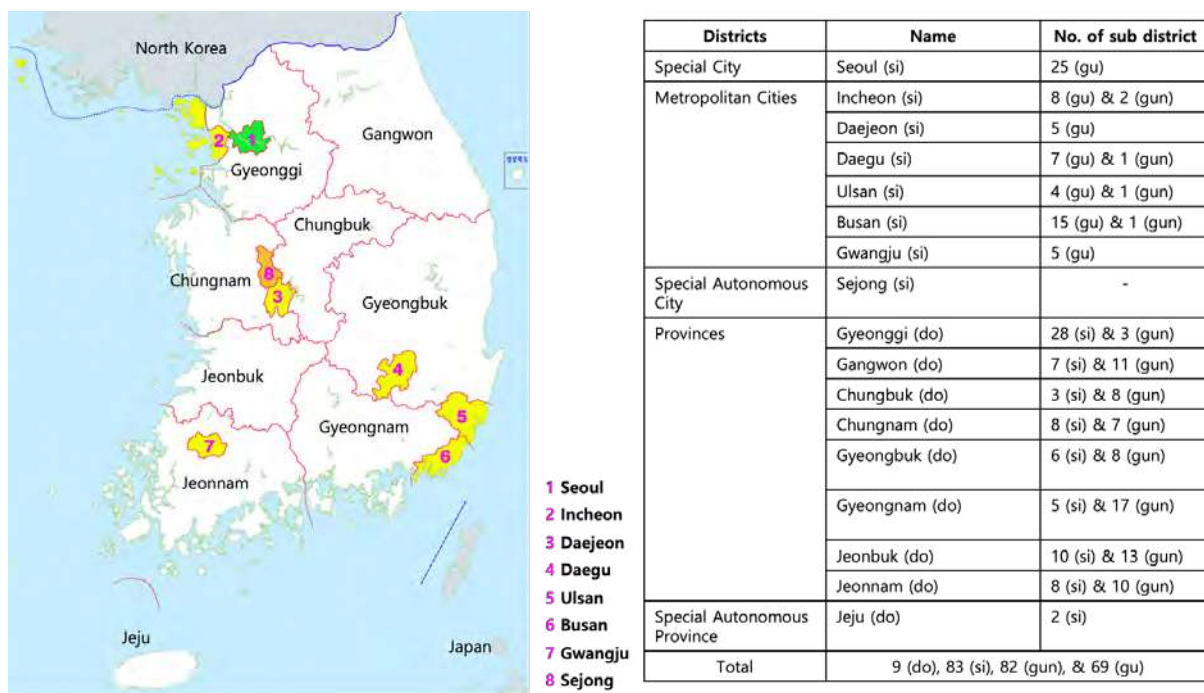 North Korea
Gangwon
Gyeonggi
Chungbuk
Chungnam
Gyeongbuk
Jeonbuk
Gyeongnam
Jeonnam
Jeju
Japan
1
2
3
4
5
6
7
8
1 Seoul
2 Incheon
3 Daejeon
4 Daegu
5 Ulsan
6 Busan
7 Gwangju
8 Sejong
Districts Name No. of sub district
Special City Seoul (si) 25 (gu)
Metropolitan Cities Incheon (si) 8 (gu) & 2 (gun)
Daejeon (si) 5 (gu)
Daegu (si) 7 (gu) & 1 (gun)
Ulsan (si) 4 (gu) & 1 (gun)
Busan (si) 15 (gu) & 1 (gun)
Gwangju (si) 5 (gu)
Special Autonomous
City Sejong (si) -
Provinces Gyeonggi (do) 28 (si) & 3 (gun)
Gangwon (do) 7 (si) & 11 (gun)
Chungbuk (do) 3 (si) & 8 (gun)
Chungnam (do) 8 (si) & 7 (gun)
Gyeongbuk (do) 6 (si) & 8 (gun)
Gyeongnam (do) 5 (si) & 17 (gun)
Jeonbuk (do) 10 (si) & 13 (gun)
Jeonnam (do) 8 (si) & 10 (gun)
Special Autonomous
Province Jeju (do) 2 (si)
Total 9 (do), 83 (si), 82 (gun), & 69 (gu)